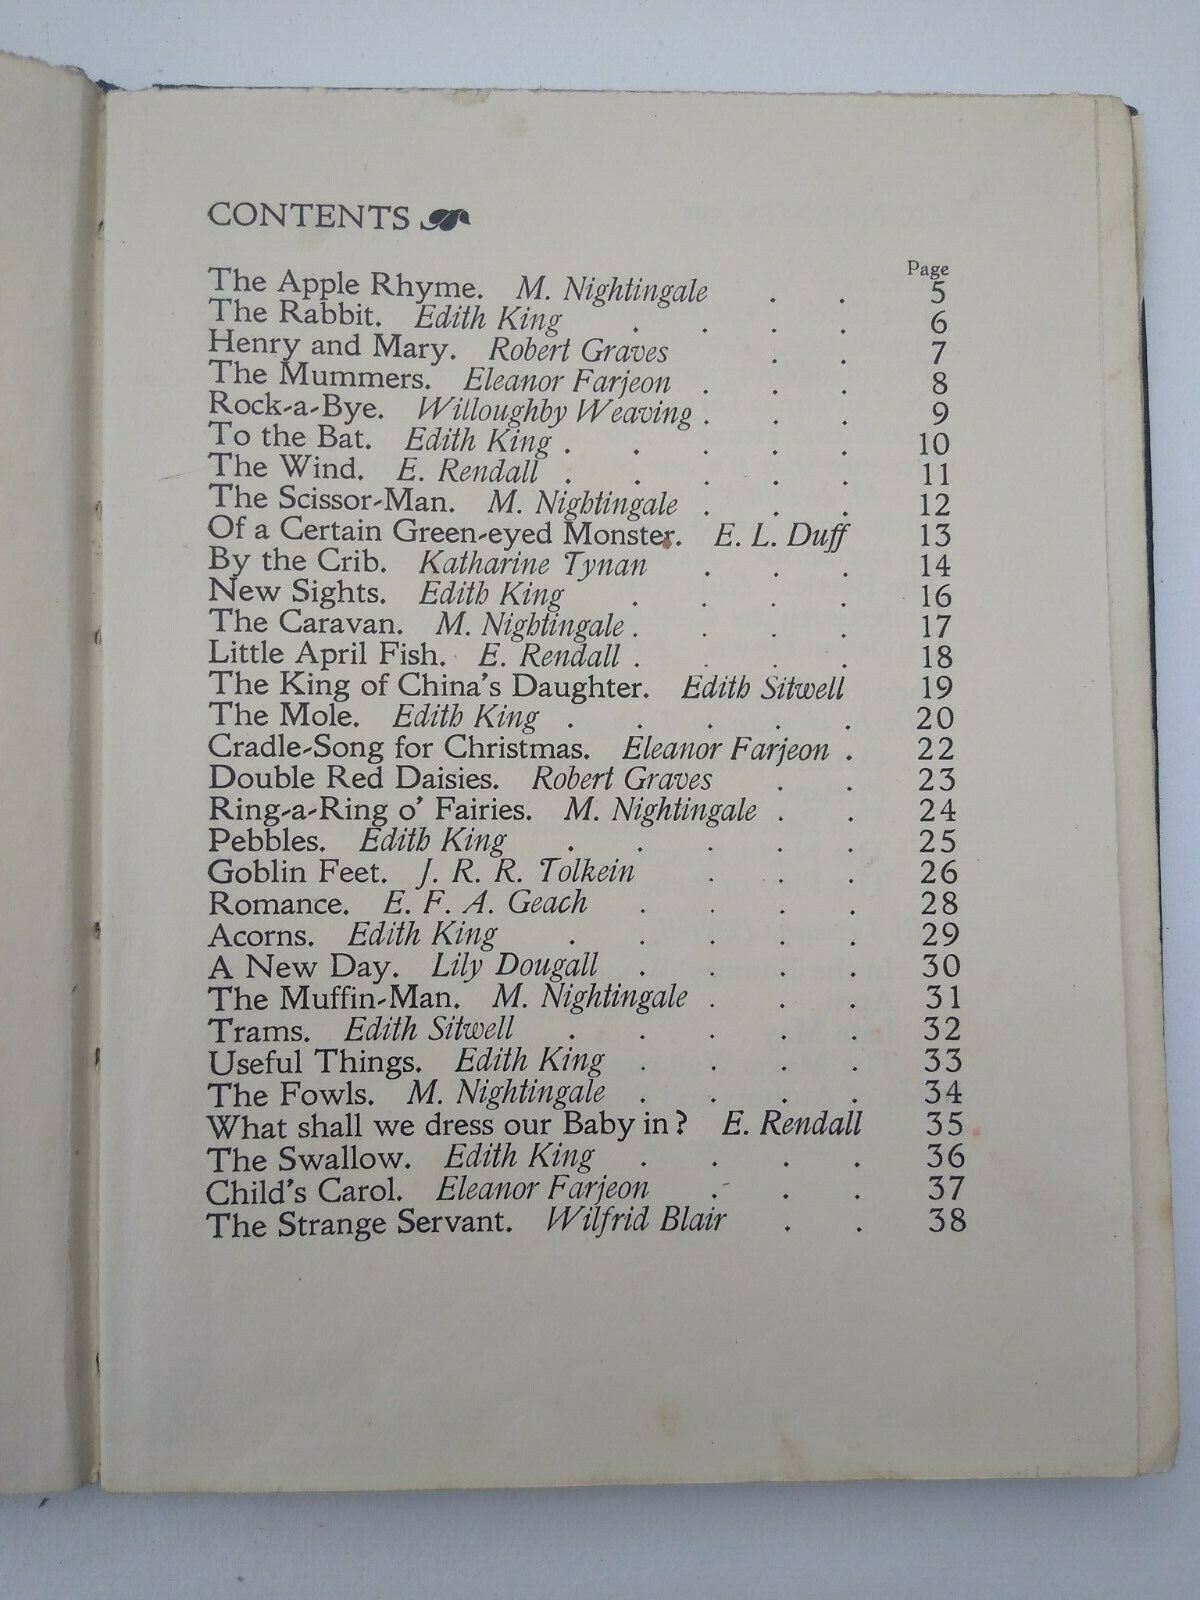 CONTENTS
Page
The Apple Rhyme. M. Nightingale . . 5
The Rabbit. Edith King . . . . 6
Henry and Mary. Robert Graves . . 7
The Mummers. Eleanor Farjeon . . . 8
Rock-a-Bye. Willoughby Weaving . . . 9
To the Bat. Edith King . . . . . 10
The Wind. E. Rendall . . . . . 11
The Scissor-Man. M. Nightingale . . . 12
Of a Certain Green-eyed Monster. E. L. Duff 13
By the Crib. Katharine Tynan . . . 14
New Sights. Edith King . . . . 16
The Caravan. M. Nightingale . . . . 17
Little April Fish. E. Rendall . . . . 18
The King of China's Daughter. Edith Sitwell 19
The Mole. Edith King . . . . . 20
Cradle-Song for Christmas. Eleanor Farjeon . 22
Double Red Daisies. Robert Graves . . 23
Ring-a-Ring o' Fairies. M. Nightingale . . 24
Pebbles. Edith King . . . . . 25
Goblin Feet. J. R. R. Tolkein . . . 26
Romance. E. F. A. Geach . . . . 28
Acorns. Edith King . . . . . 29
A New Day. Lily Dougall . . . . 30
The Muffin-Man. M. Nightingale . . . 31
Trams. Edith Sitwell . . . . . 32
Useful Things. Edith King . . . . 33
The Fowls. M. Nightingale . . . . 34
What shall we dress our Baby in? E. Rendall 35
The Swallow. Edith King . . . . 36
Child's Carol. Eleanor Farjeon . . . 37
The Strange Servant. Wilfrid Blair . . 38